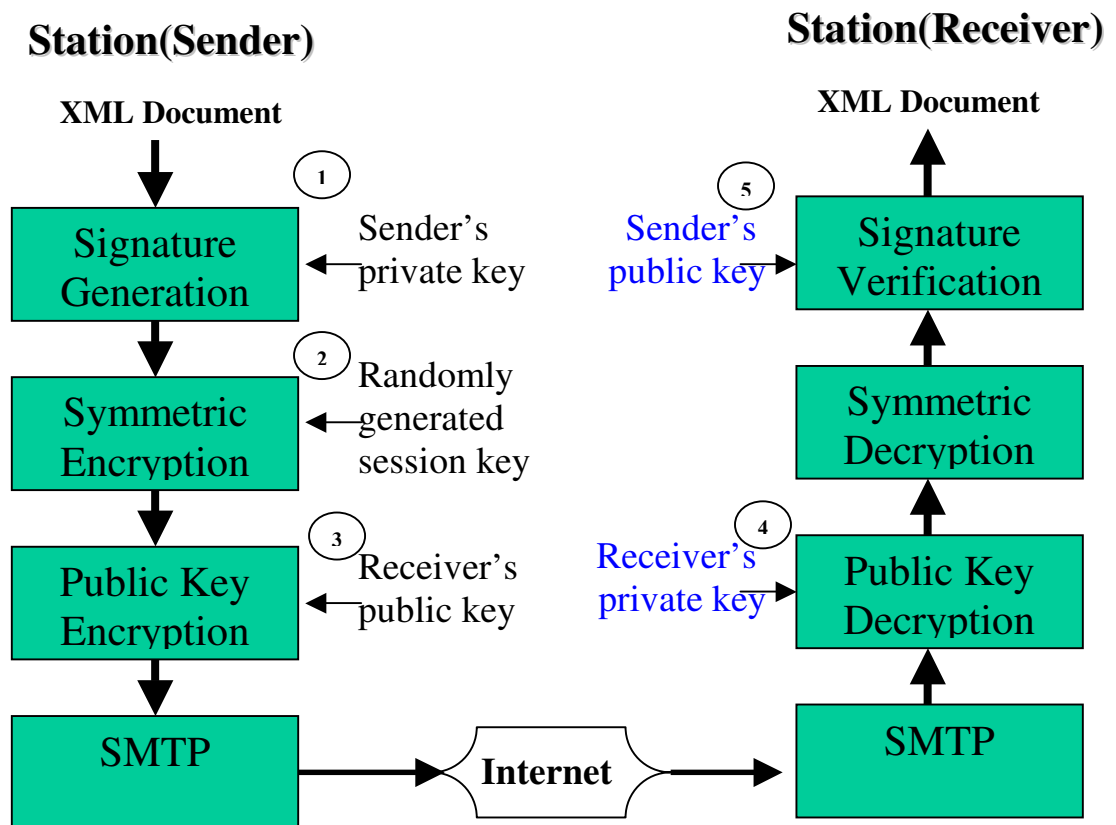 Station(Sender)
XML Document
1
Signature
Generation
Sender’s
private key
2
Symmetric
Encryption
Randomly
generated
session key
3
Public Key
Encryption
Receiver’s
public key
SMTP
Internet
Station(Receiver)
XML Document
5
Sender’s
public key
Signature
Verification
Symmetric
Decryption
4
Receiver’s
private key
Public Key
Decryption
SMTP